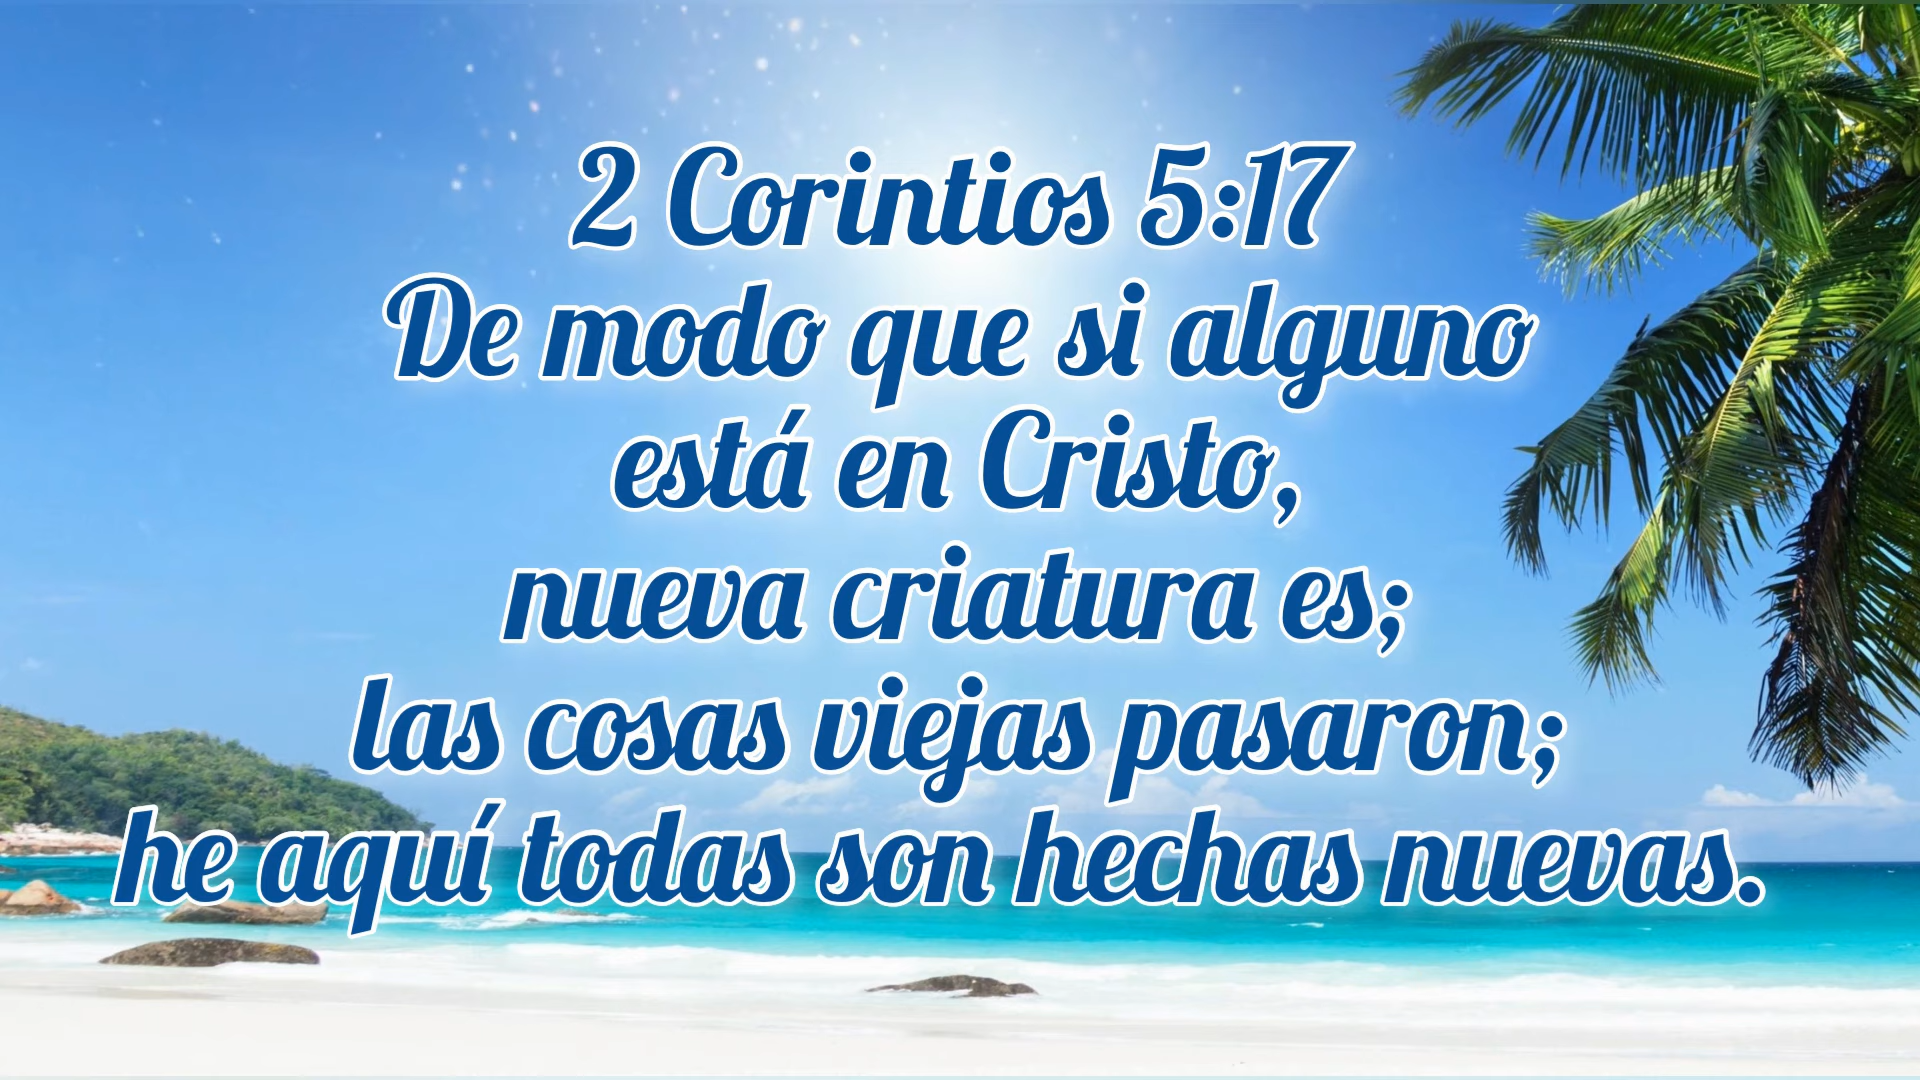 2 Corintios 5:17
De modo que si alguno
está en Cristo,
nueva criatura es;
las cosas viejas pasaron;
he aquí todas son hechas nuevas.